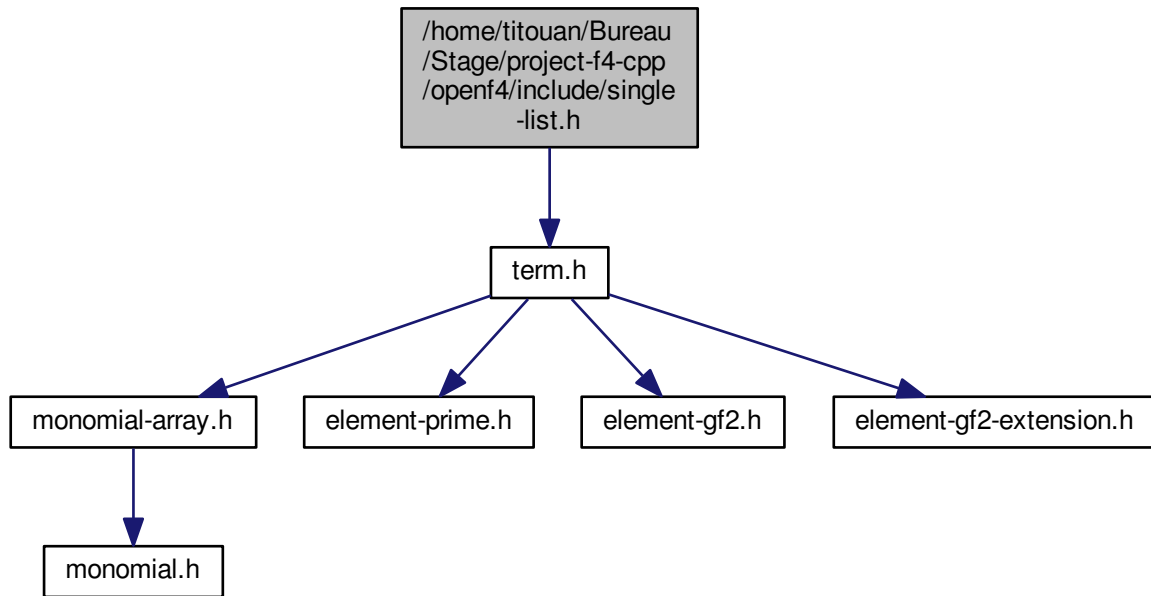 /home/titouan/Bureau
/Stage/project-f4-cpp
/openf4/include/single
-list.h
term.h
monomial-array.h
element-prime.h
element-gf2.h
element-gf2-extension.h
monomial.h